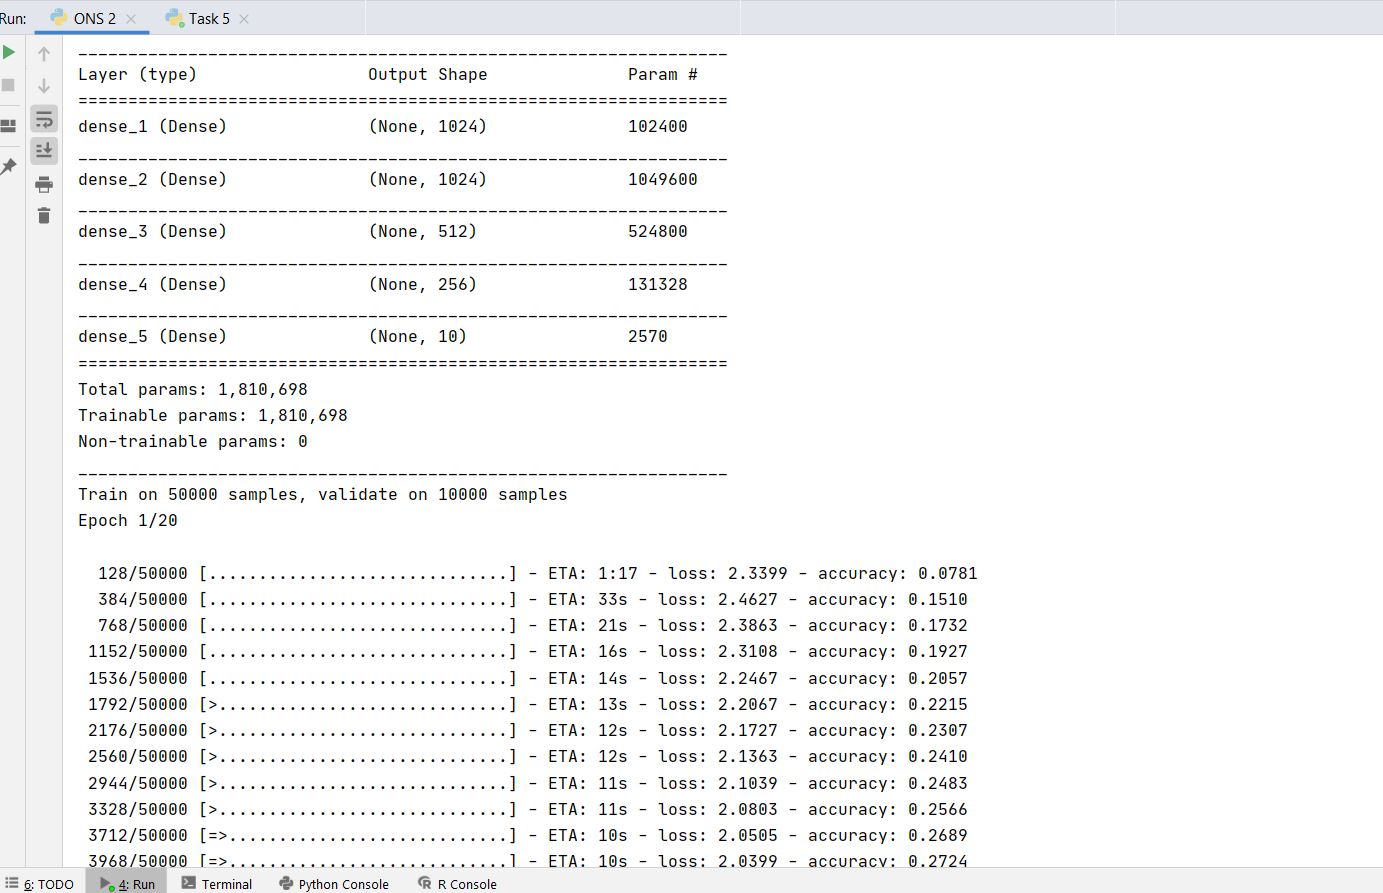 Run: ONS 2 Task 5
_________________________________________________________________
Layer (type)                 Output Shape              Param #
=================================================================
dense_1 (Dense)              (None, 1024)              102400
_________________________________________________________________
dense_2 (Dense)              (None, 1024)              1049600
_________________________________________________________________
dense_3 (Dense)              (None, 512)               524800
_________________________________________________________________
dense_4 (Dense)              (None, 256)               131328
_________________________________________________________________
dense_5 (Dense)              (None, 10)                2570
=================================================================
Total params: 1,810,698
Trainable params: 1,810,698
Non-trainable params: 0
_________________________________________________________________
Train on 50000 samples, validate on 10000 samples
Epoch 1/20
  128/50000 [..............................] - ETA: 1:17 - loss: 2.3399 - accuracy: 0.0781
  384/50000 [..............................] - ETA: 33s - loss: 2.4627 - accuracy: 0.1510
  768/50000 [..............................] - ETA: 21s - loss: 2.3863 - accuracy: 0.1732
 1152/50000 [..............................] - ETA: 16s - loss: 2.3108 - accuracy: 0.1927
 1536/50000 [..............................] - ETA: 14s - loss: 2.2467 - accuracy: 0.2057
 1792/50000 [>.............................] - ETA: 13s - loss: 2.2067 - accuracy: 0.2215
 2176/50000 [>.............................] - ETA: 12s - loss: 2.1727 - accuracy: 0.2307
 2560/50000 [>.............................] - ETA: 12s - loss: 2.1363 - accuracy: 0.2410
 2944/50000 [>.............................] - ETA: 11s - loss: 2.1039 - accuracy: 0.2483
 3328/50000 [>.............................] - ETA: 11s - loss: 2.0803 - accuracy: 0.2566
 3712/50000 [=>............................] - ETA: 10s - loss: 2.0505 - accuracy: 0.2689
 3968/50000 [=>............................] - ETA: 10s - loss: 2.0399 - accuracy: 0.2724
6: TODO 4: Run Terminal Python Console R Console